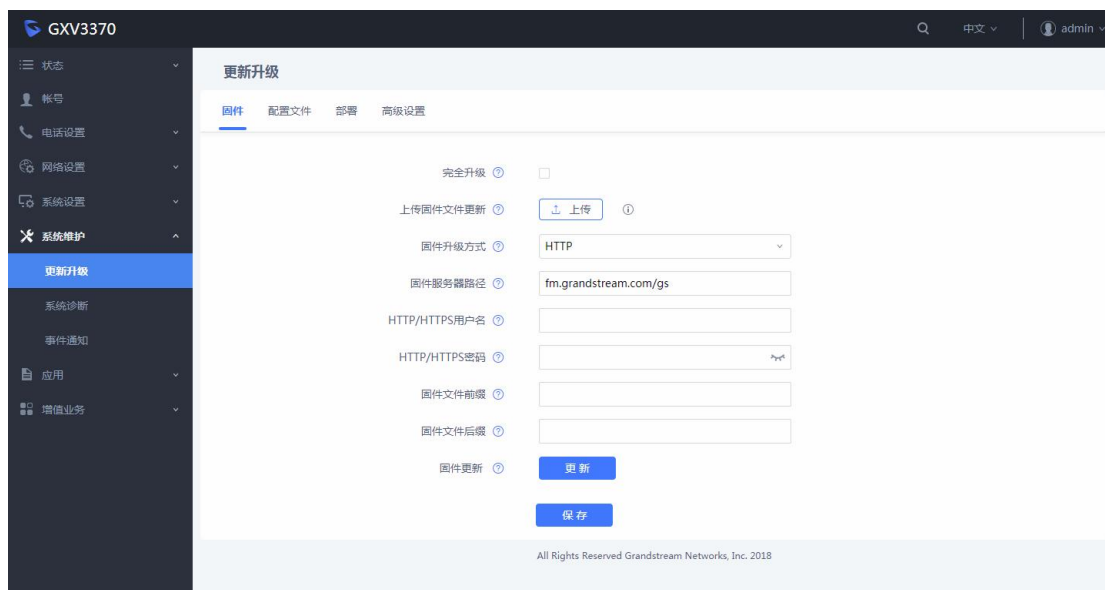 GXV3370
中文
admin
状态
帐号
电话设置
网络设置
系统设置
系统维护
更新升级
系统诊断
事件通知
应用
增值业务
更新升级
固件 配置文件 部署 高级设置
完全升级
上传固件文件更新 上传
固件升级方式 HTTP
固件服务器路径 fm.grandstream.com/gs
HTTP/HTTPS用户名
HTTP/HTTPS密码
固件文件前缀
固件文件后缀
固件更新 更新
保存
All Rights Reserved Grandstream Networks, Inc. 2018